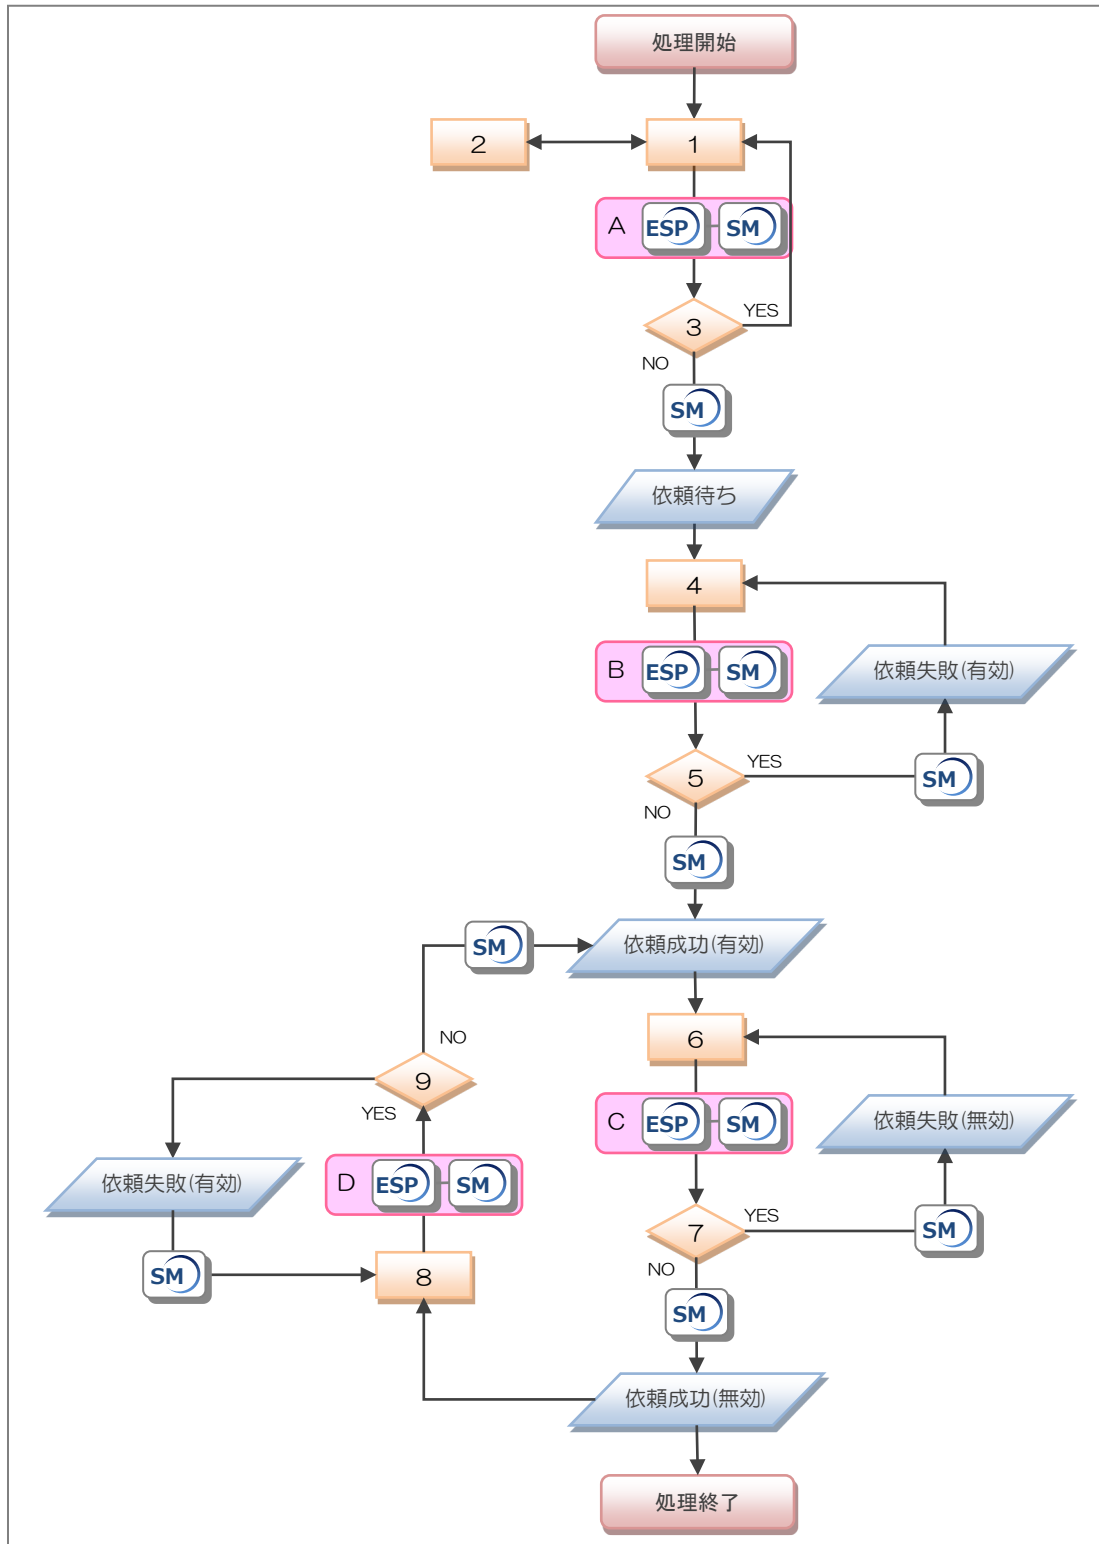 処理開始
2
1
A ESP SM
3
YES
NO
SM
依頼待ち
4
B ESP SM
依頼失敗(有効)
5
YES
SM
NO
SM
SM
依頼成功(有効)
NO
6
9
YES
C ESP SM
依頼失敗(無効)
依頼失敗(有効)
D ESP SM
7
YES
SM
NO
SM
8
SM
依頼成功(無効)
処理終了